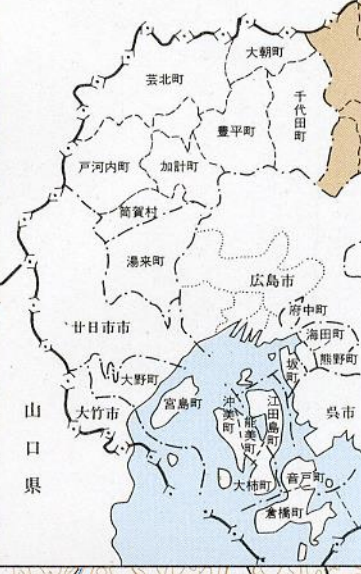 大朝町
芸北町
千代田町
豊平町
戸河内町
加計町
筒賀村
湯来町
広島市
府中町
海田町
熊野町
廿日市市
坂町
大野町
宮島町
沖美町
能美町
江田島町
呉市
大竹市
山口県
大柿町
音戸町
倉橋町